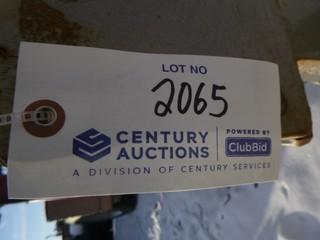 LOT NO
2065
CENTURY AUCTIONS
POWERED BY
ClubBid
A DIVISION OF CENTURY SERVICES